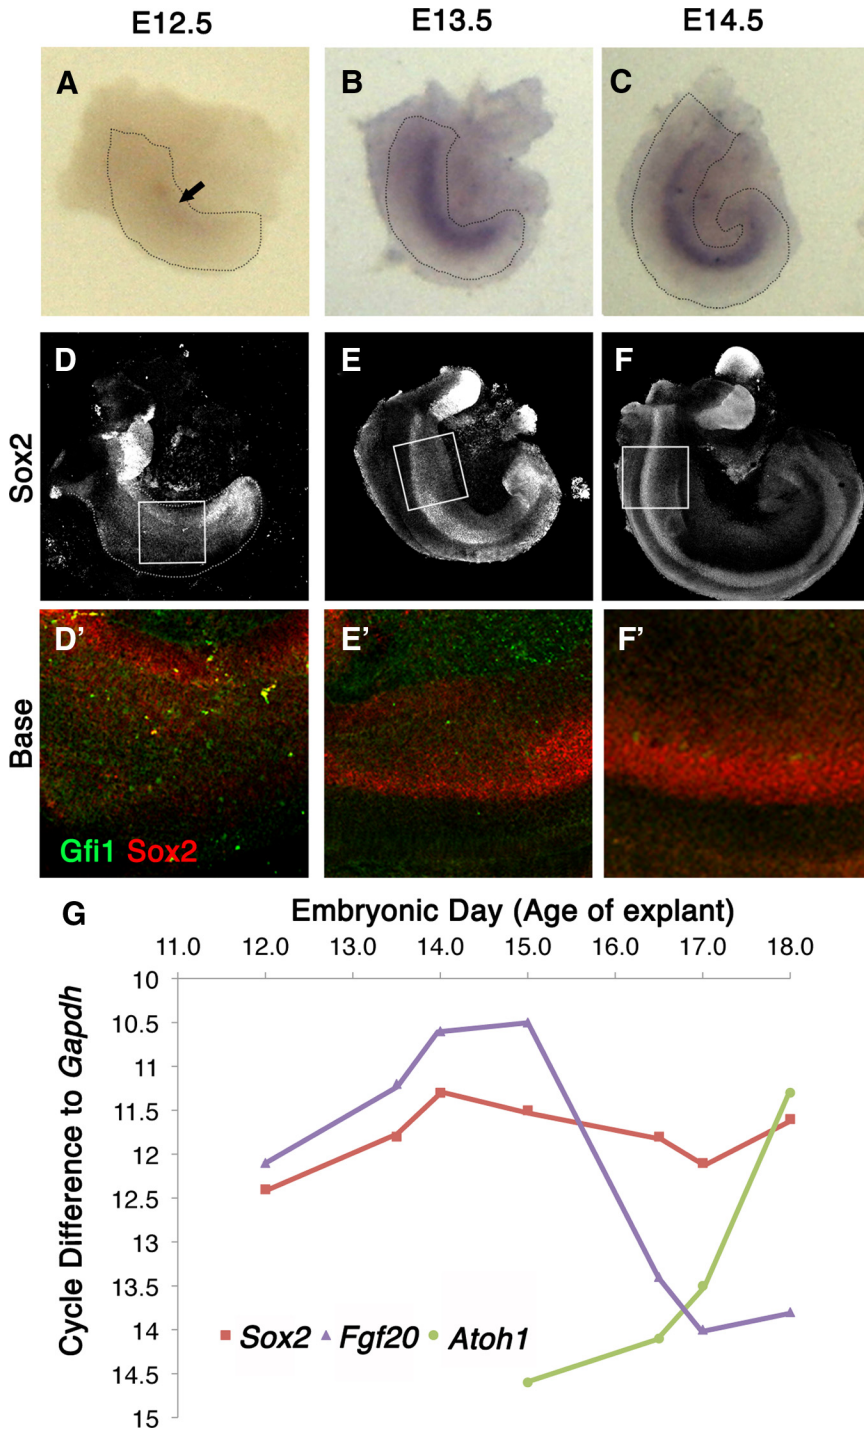 E12.5 E13.5 E14.5
A B C
Sox2
D E F
Base
D' E' F'
Gfi1 Sox2
G
Embryonic Day (Age of explant)
11.0 12.0 13.0 14.0 15.0 16.0 17.0 18.0
Cycle Difference to Gapdh
10
10.5
11
11.5
12
12.5
13
13.5
14
14.5
15
Sox2 Fgf20 Atoh1